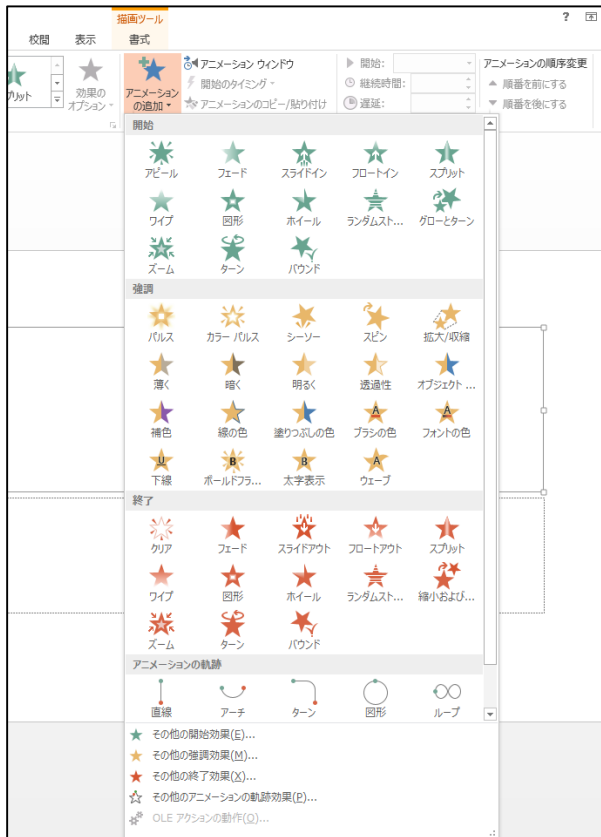 描画ツール
?
校閲 表示 書式
プリット
効果の
オプション
アニメーション
の追加
アニメーション ウィンドウ
開始のタイミング
アニメーションのコピー/貼り付け
開始:
継続時間:
遅延:
アニメーションの順序変更
順番を前にする
順番を後にする
開始
アピール フェード スライドイン フロートイン スプリット
ワイプ 図形 ホイール ランダムスト... グローとターン
ズーム ターン バウンド
強調
パルス カラー パルス シーソー スピン 拡大/収縮
薄く 暗く 明るく 透過性 オブジェクト ...
補色 線の色 塗りつぶしの色 ブラシの色 フォントの色
下線 ボールドフラ... 太字表示 ウェーブ
終了
クリア フェード スライドアウト フロートアウト スプリット
ワイプ 図形 ホイール ランダムスト... 縮小および...
ズーム ターン バウンド
アニメーションの軌跡
直線 アーチ ターン 図形 ループ
その他の開始効果(E)...
その他の強調効果(M)...
その他の終了効果(X)...
その他のアニメーションの軌跡効果(P)...
OLE アクションの動作(O)...